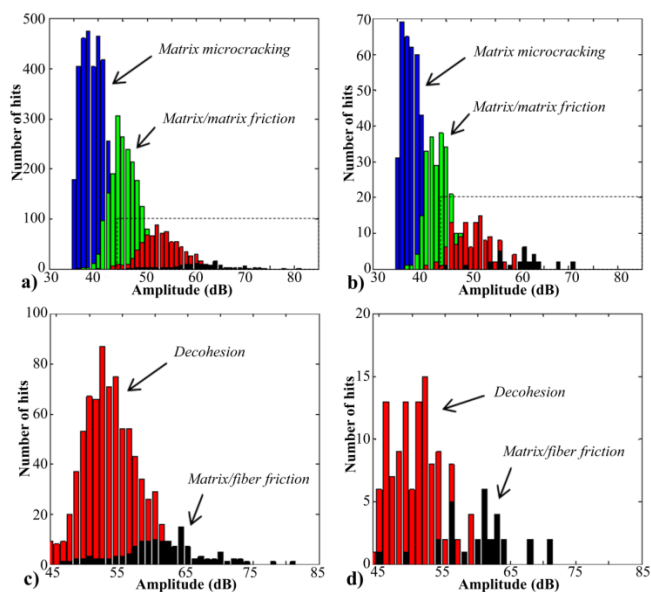 500
400
300
200
100
0
Number of hits
Matrix microcracking
Matrix/matrix friction
30 40 50 60 70 80
a)
Amplitude (dB)
70
60
50
40
30
20
10
0
Number of hits
Matrix microcracking
Matrix/matrix friction
30 40 50 60 70 80
b)
Amplitude (dB)
100
80
60
40
20
0
Number of hits
Decohesion
Matrix/fiber friction
45 55 65 75 85
c)
Amplitude (dB)
20
15
10
5
0
Number of hits
Decohesion
Matrix/fiber friction
45 55 65 75 85
d)
Amplitude (dB)